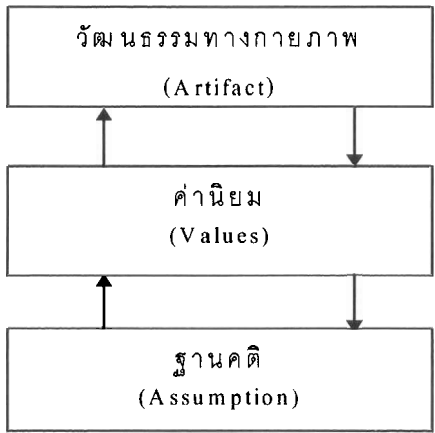 วัฒนธรรมทางกายภาพ
(Artifact)
ค่านิยม
(Values)
ฐานคติ
(Assumption)